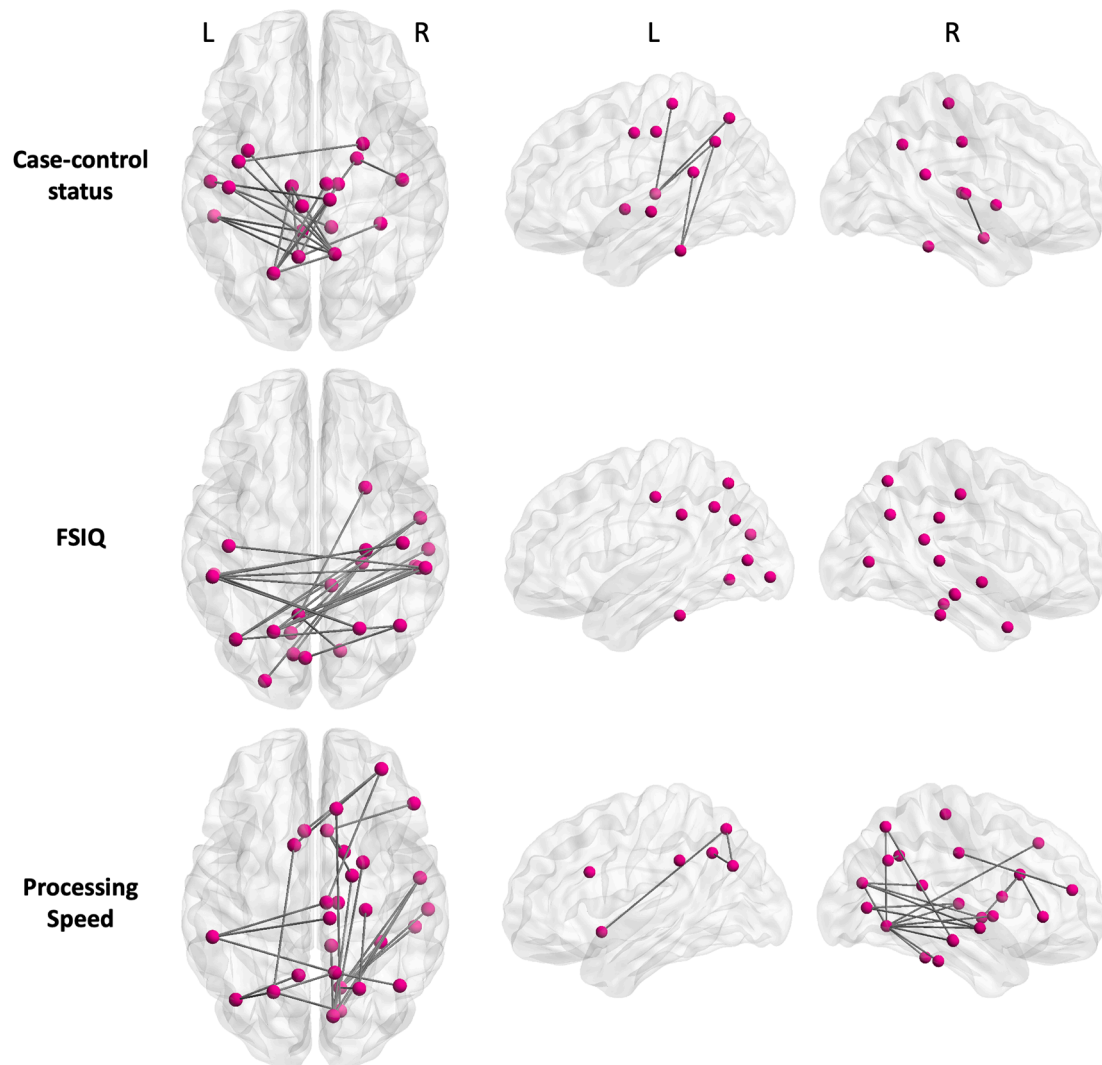 L R L R
Case-control
status
FSIQ
Processing
Speed